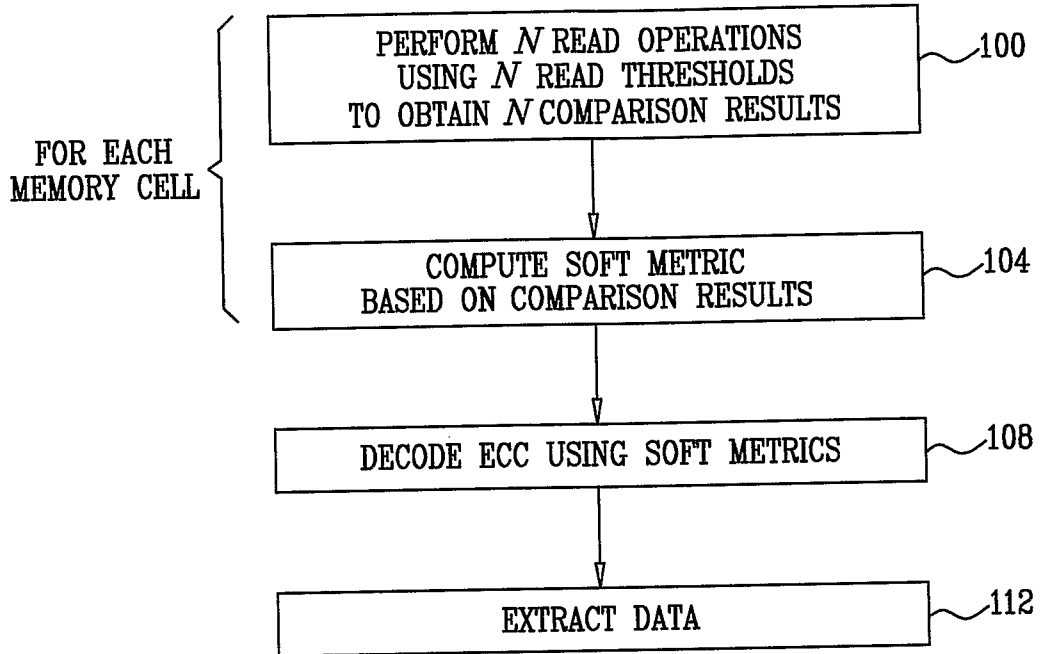 PERFORM N READ OPERATIONS
USING N READ THRESHOLDS
TO OBTAIN N COMPARISON RESULTS
100
FOR EACH
MEMORY CELL
COMPUTE SOFT METRIC
BASED ON COMPARISON RESULTS
104
DECODE ECC USING SOFT METRICS
108
EXTRACT DATA
112